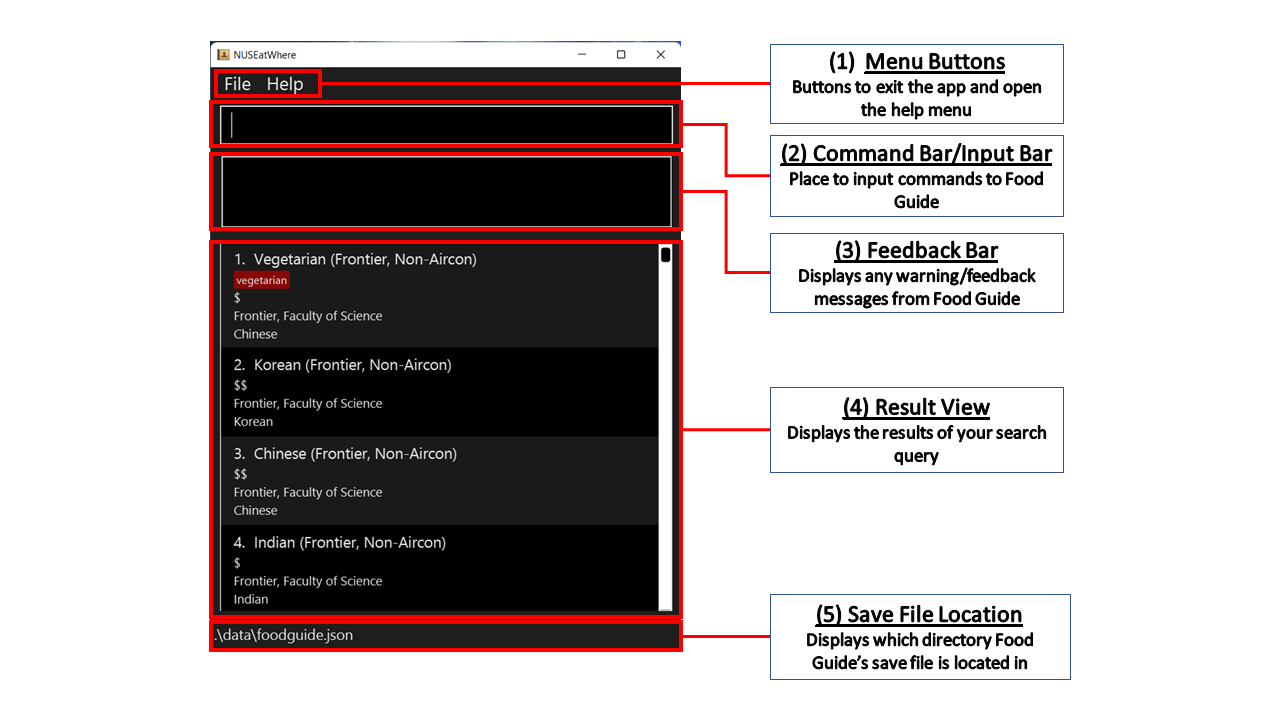 NUSEatWhere
File Help
1. Vegetarian (Frontier, Non-Aircon)
vegetarian
$
Frontier, Faculty of Science
Chinese
2. Korean (Frontier, Non-Aircon)
$$
Frontier, Faculty of Science
Korean
3. Chinese (Frontier, Non-Aircon)
$$
Frontier, Faculty of Science
Chinese
4. Indian (Frontier, Non-Aircon)
$
Frontier, Faculty of Science
Indian
.\data\foodguide.json
(1) Menu Buttons
Buttons to exit the app and open
the help menu
(2) Command Bar/Input Bar
Place to input commands to Food
Guide
(3) Feedback Bar
Displays any warning/feedback
messages from Food Guide
(4) Result View
Displays the results of your search
query
(5) Save File Location
Displays which directory Food
Guide's save file is located in